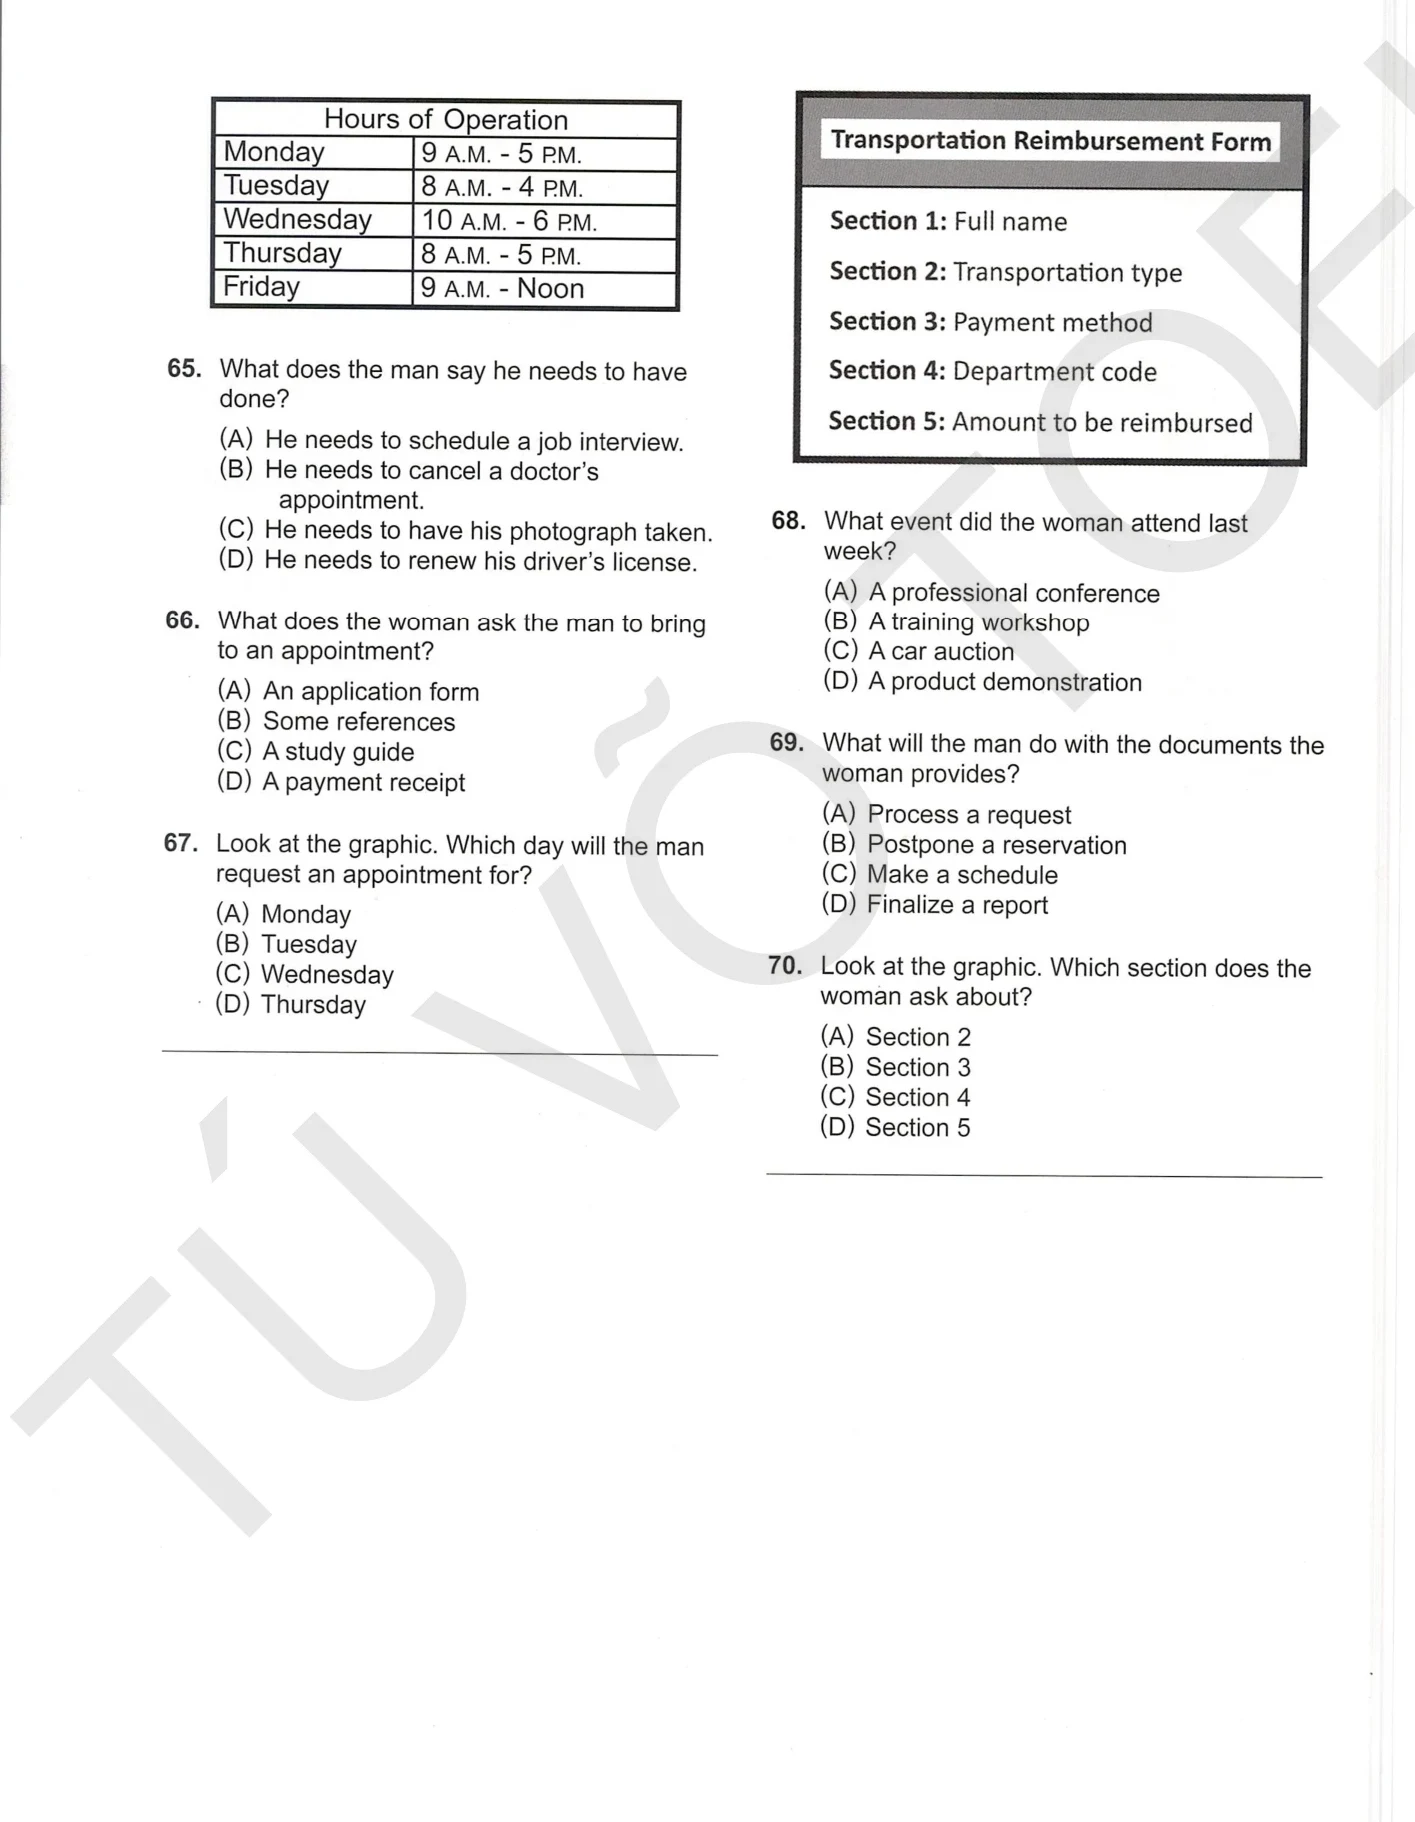 Hours of Operation
Monday 9 A.M. - 5 P.M.
Tuesday 8 A.M. - 4 P.M.
Wednesday 10 A.M. - 6 P.M.
Thursday 8 A.M. - 5 P.M.
Friday 9 A.M. - Noon
65. What does the man say he needs to have
done?
(A) He needs to schedule a job interview.
(B) He needs to cancel a doctor's
appointment.
(C) He needs to have his photograph taken.
(D) He needs to renew his driver's license.
66. What does the woman ask the man to bring
to an appointment?
(A) An application form
(B) Some references
(C) A study guide
(D) A payment receipt
67. Look at the graphic. Which day will the man
request an appointment for?
(A) Monday
(B) Tuesday
(C) Wednesday
(D) Thursday
Transportation Reimbursement Form
Section 1: Full name
Section 2: Transportation type
Section 3: Payment method
Section 4: Department code
Section 5: Amount to be reimbursed
68. What event did the woman attend last
week?
(A) A professional conference
(B) A training workshop
(C) A car auction
(D) A product demonstration
69. What will the man do with the documents the
woman provides?
(A) Process a request
(B) Postpone a reservation
(C) Make a schedule
(D) Finalize a report
70. Look at the graphic. Which section does the
woman ask about?
(A) Section 2
(B) Section 3
(C) Section 4
(D) Section 5
TÚ VÕ TOEI